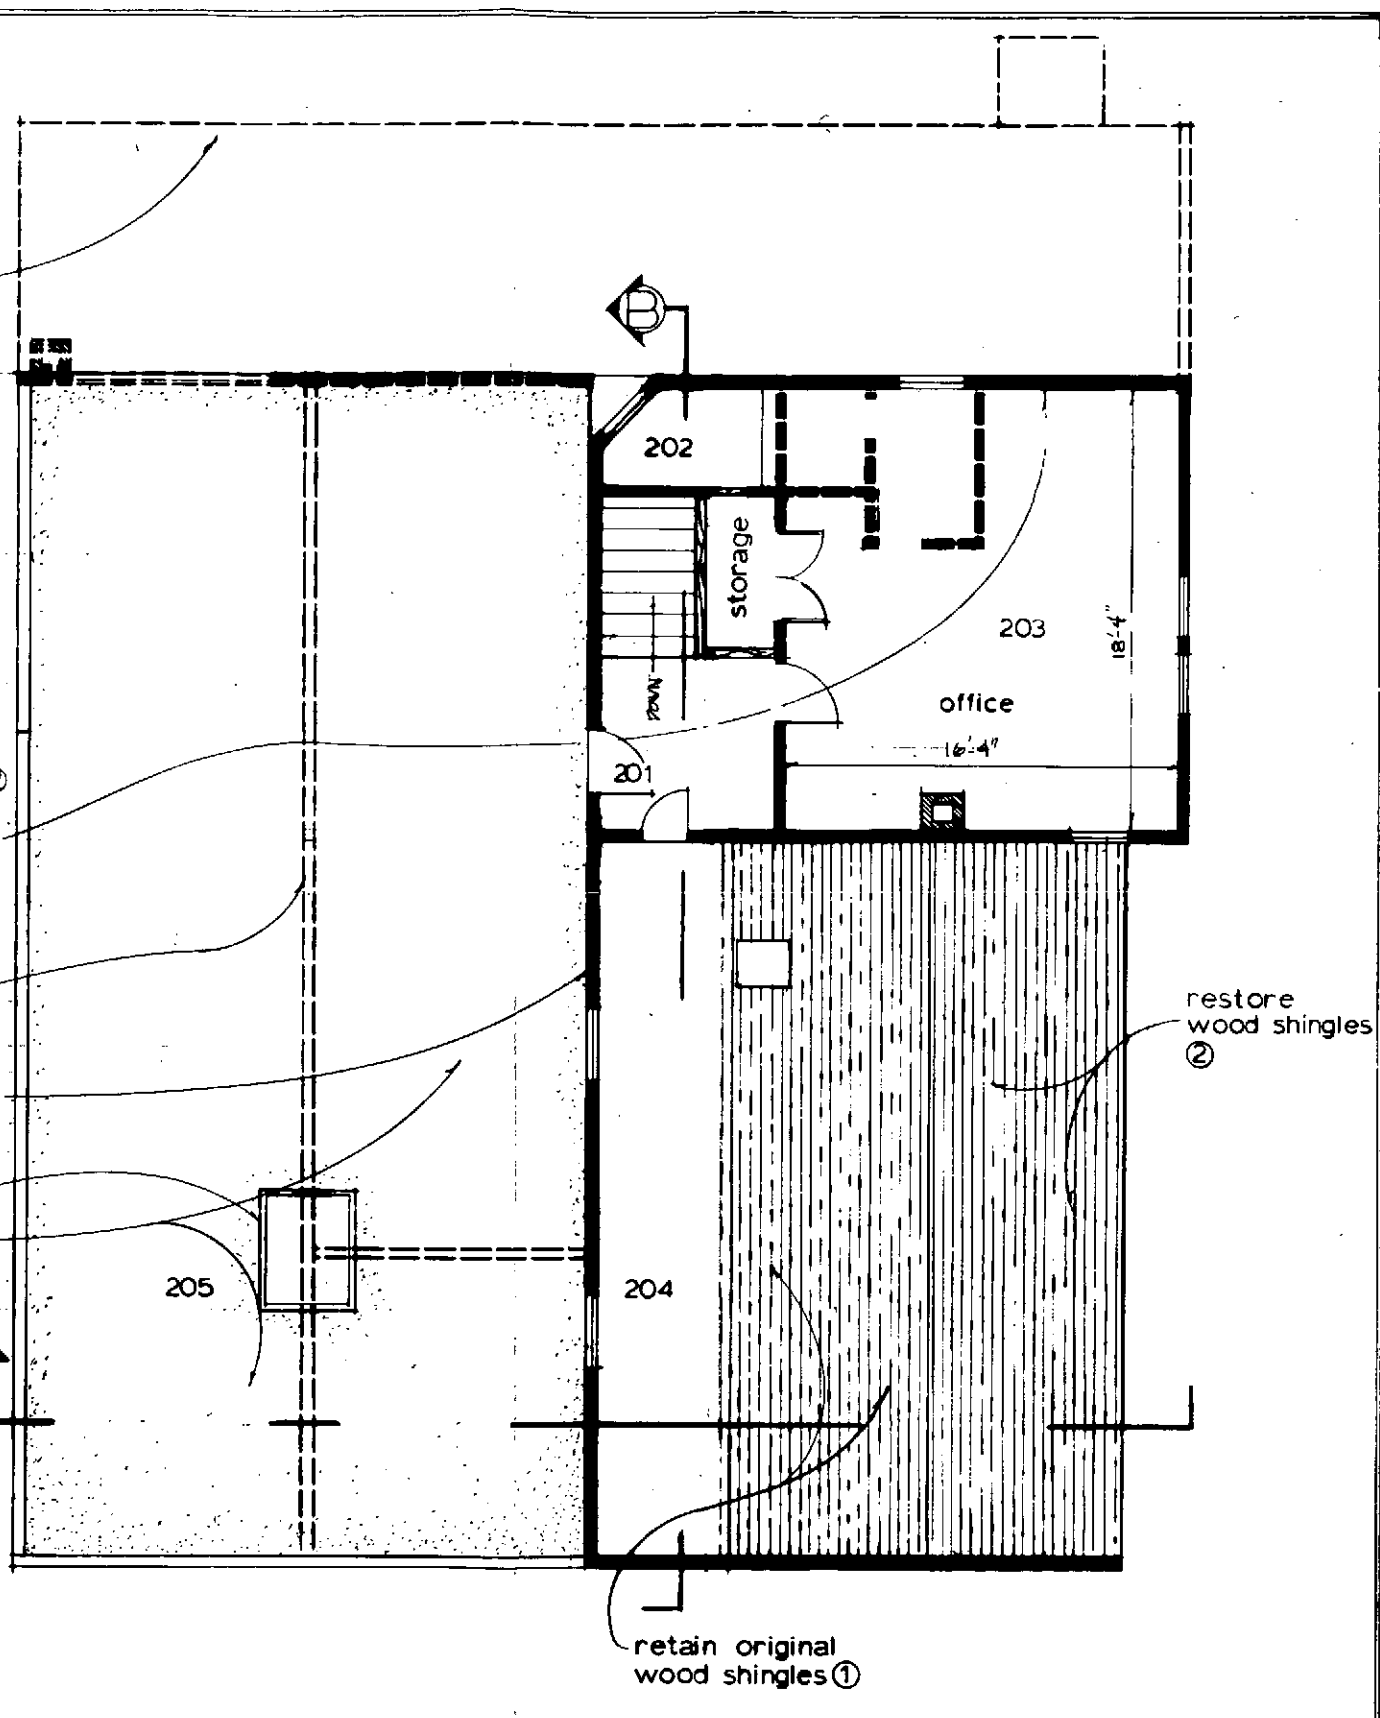 B
202
storage
203
18'-4"
DOWN
office
16'-4"
201
restore
wood shingles
②
205
204
retain original
wood shingles ①